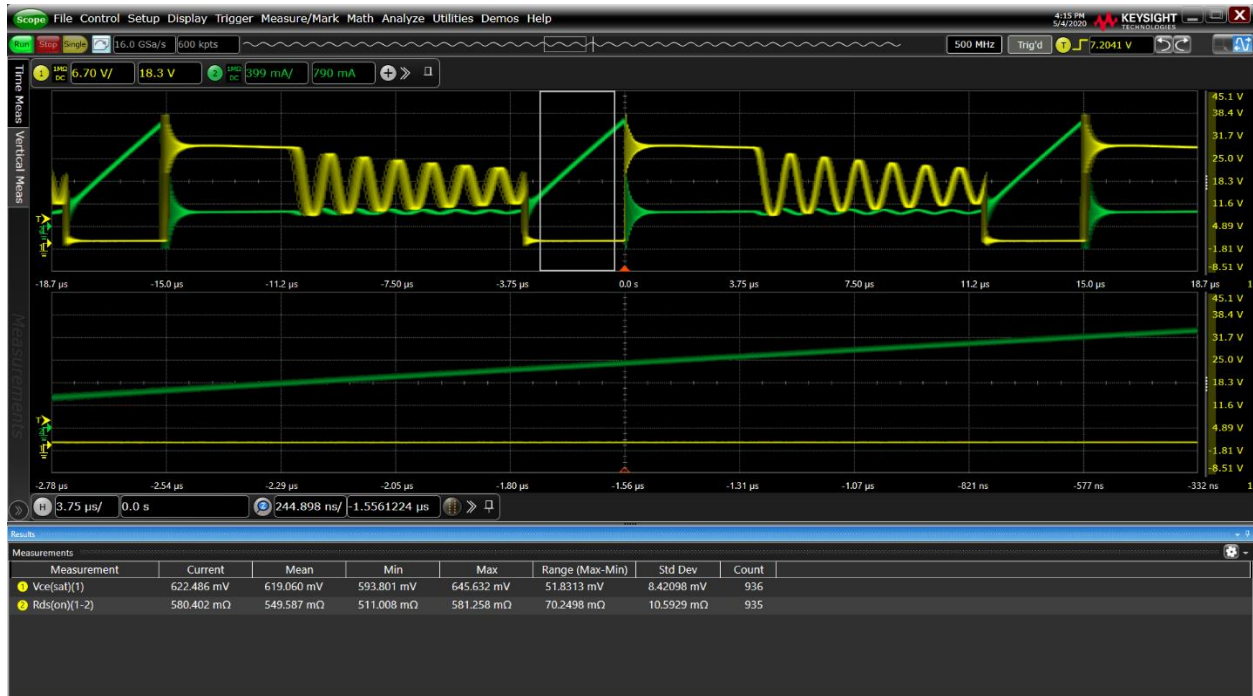 Scope File Control Setup Display Trigger Measure/Mark Math Analyze Utilities Demos Help
4:15 PM
5/4/2020
KEYSIGHT
TECHNOLOGIES
Run Stop Single 16.0 GSa/s 600 kpts 500 MHz Trig'd T 7.2041 V
1 1MΩ DC 6.70 V/ 18.3 V 2 1MΩ DC 399 mA/ 790 mA
Time Meas
Vertical Meas
Measurements
45.1 V
38.4 V
31.7 V
25.0 V
18.3 V
11.6 V
4.89 V
-1.81 V
-8.51 V
-18.7 µs -15.0 µs -11.2 µs -7.50 µs -3.75 µs 0.0 s 3.75 µs 7.50 µs 11.2 µs 15.0 µs 18.7 µs 1
45.1 V
38.4 V
31.7 V
25.0 V
18.3 V
11.6 V
4.89 V
-1.81 V
-8.51 V
-2.78 µs -2.54 µs -2.29 µs -2.05 µs -1.80 µs -1.56 µs -1.31 µs -1.07 µs -821 ns -577 ns -332 ns 1
H 3.75 µs/ 0.0 s Z 244.898 ns/ -1.5561224 µs
Results
Measurements
Measurement Current Mean Min Max Range (Max-Min) Std Dev Count
1 Vce(sat)(1) 622.486 mV 619.060 mV 593.801 mV 645.632 mV 51.8313 mV 8.42098 mV 936
2 Rds(on)(1-2) 580.402 mΩ 549.587 mΩ 511.008 mΩ 581.258 mΩ 70.2498 mΩ 10.5929 mΩ 935